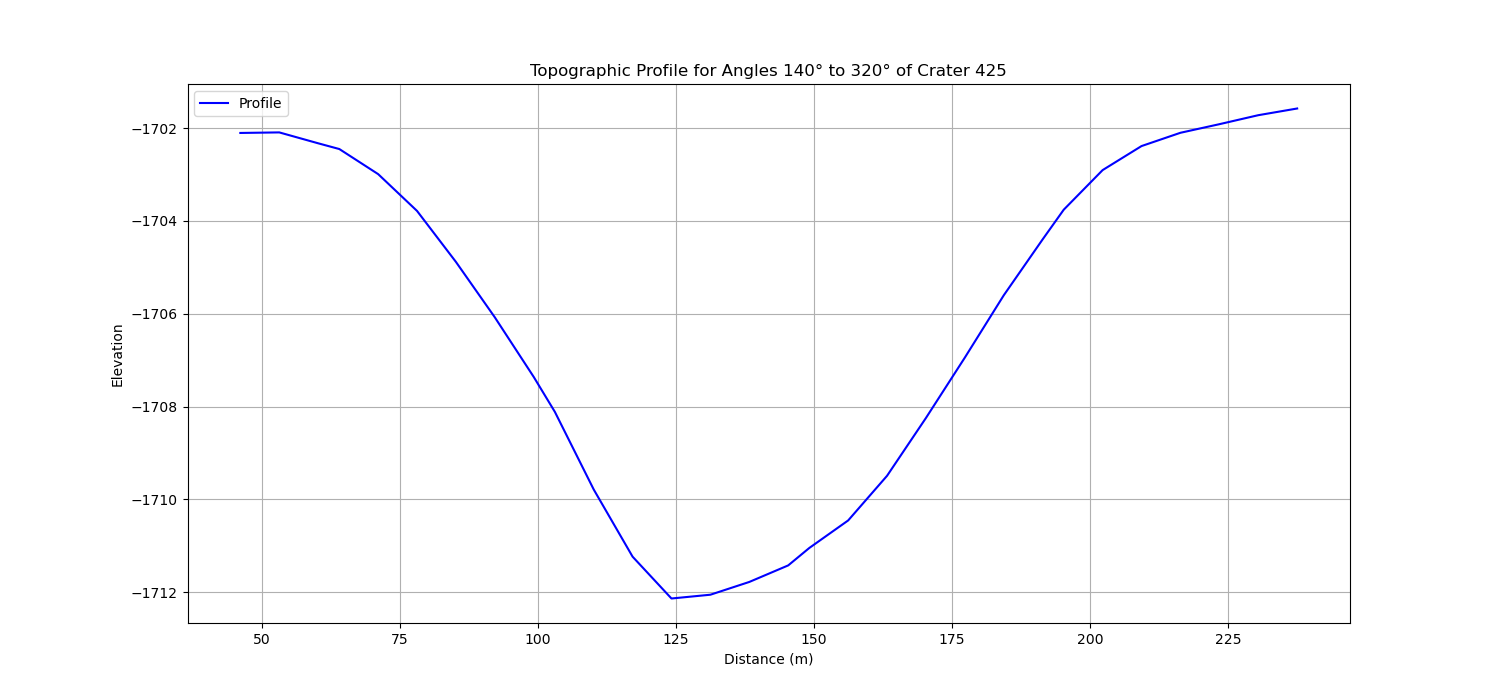 Topographic Profile for Angles 140° to 320° of Crater 425
Profile
−1702
−1704
−1706
−1708
−1710
−1712
Elevation
50 75 100 125 150 175 200 225
Distance (m)